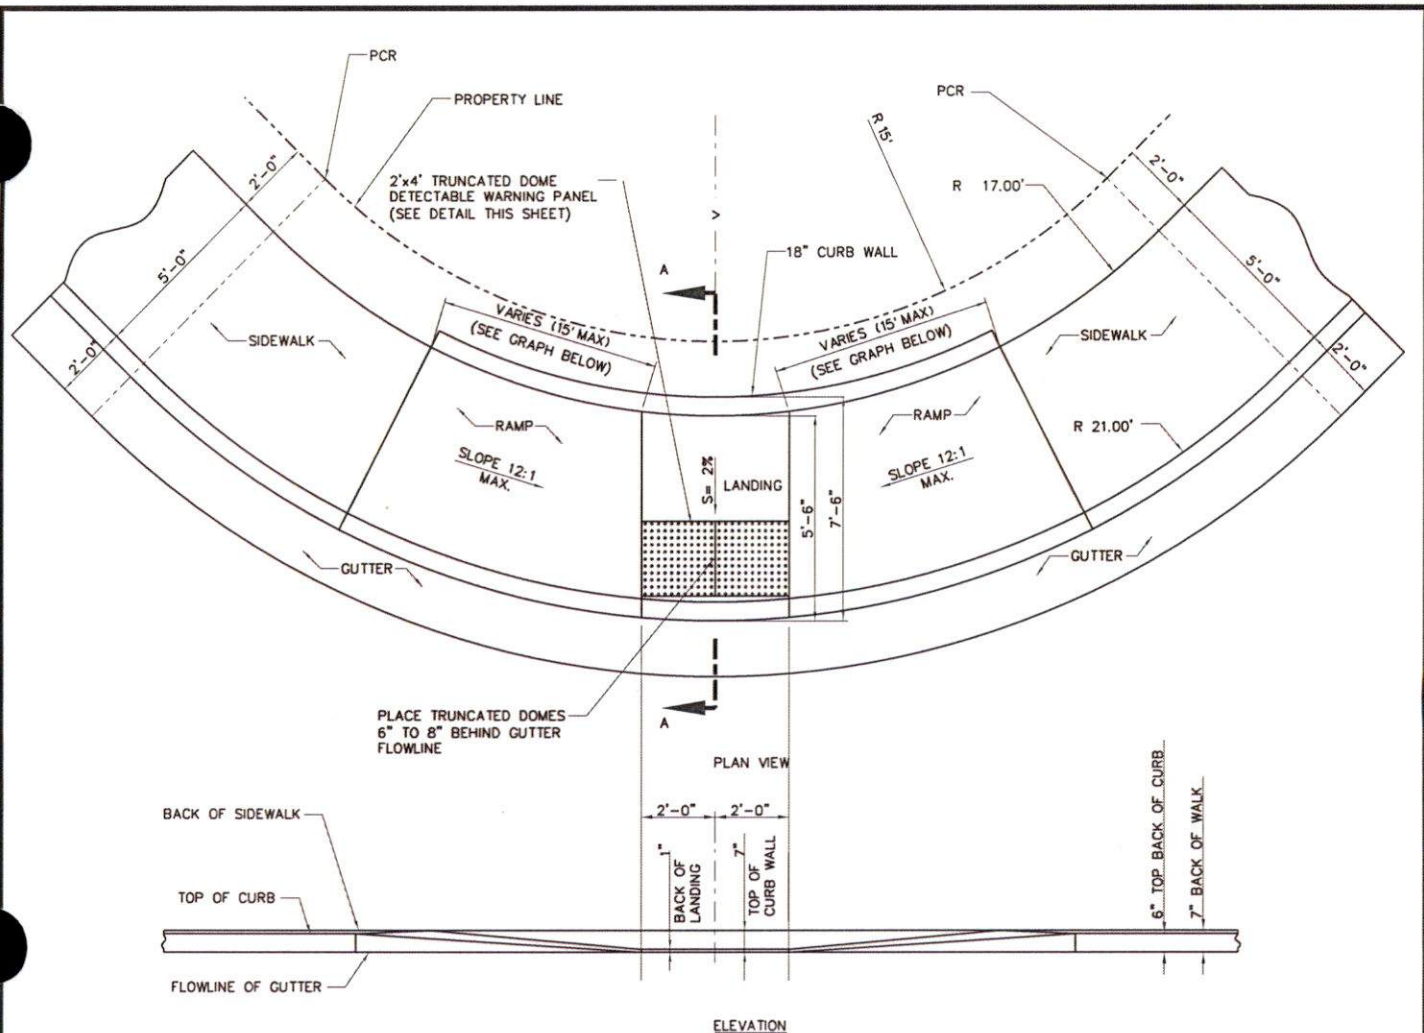 PCR
PROPERTY LINE
PCR
R 15'
2'-0"
2'x4' TRUNCATED DOME
DETECTABLE WARNING PANEL
(SEE DETAIL THIS SHEET)
R 17.00'
2'-0"
5'-0"
18" CURB WALL
5'-0"
A
VARIES (15' MAX)
(SEE GRAPH BELOW)
VARIES (15' MAX)
(SEE GRAPH BELOW)
SIDEWALK
SIDEWALK
2'-0"
2'-0"
RAMP
RAMP
R 21.00'
SLOPE 12:1
MAX.
S= 2%
LANDING
SLOPE 12:1
MAX.
5'-6"
7'-6"
GUTTER
GUTTER
PLACE TRUNCATED DOMES
6" TO 8" BEHIND GUTTER
FLOWLINE
A
PLAN VIEW
BACK OF SIDEWALK
2'-0"
2'-0"
TOP OF CURB
1"
BACK OF
LANDING
7"
TOP OF
CURB WALL
6" TOP BACK OF CURB
7" BACK OF WALK
FLOWLINE OF GUTTER
ELEVATION